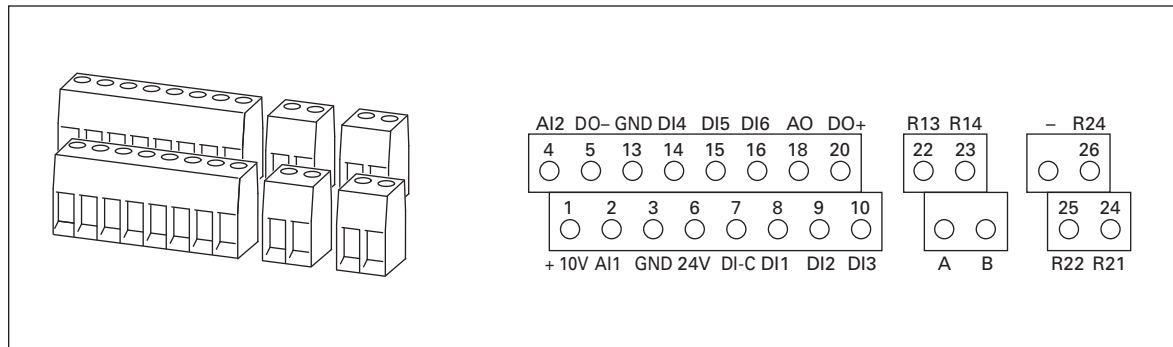 AI2 DO– GND DI4 DI5 DI6 AO DO+ R13 R14 – R24
4 5 13 14 15 16 18 20 22 23 26
1 2 3 6 7 8 9 10 25 24
+ 10V AI1 GND 24V DI-C DI1 DI2 DI3 A B R22 R21